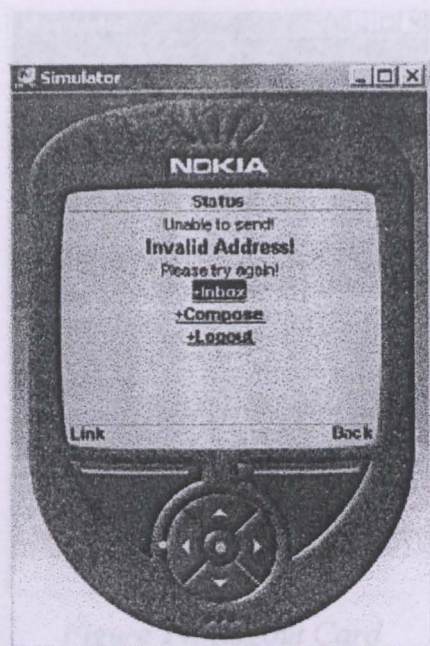 Simulator
NOKIA
Status
Unable to send!
Invalid Address!
Please try again!
+Inbox
+Compose
+Logout
Link Back